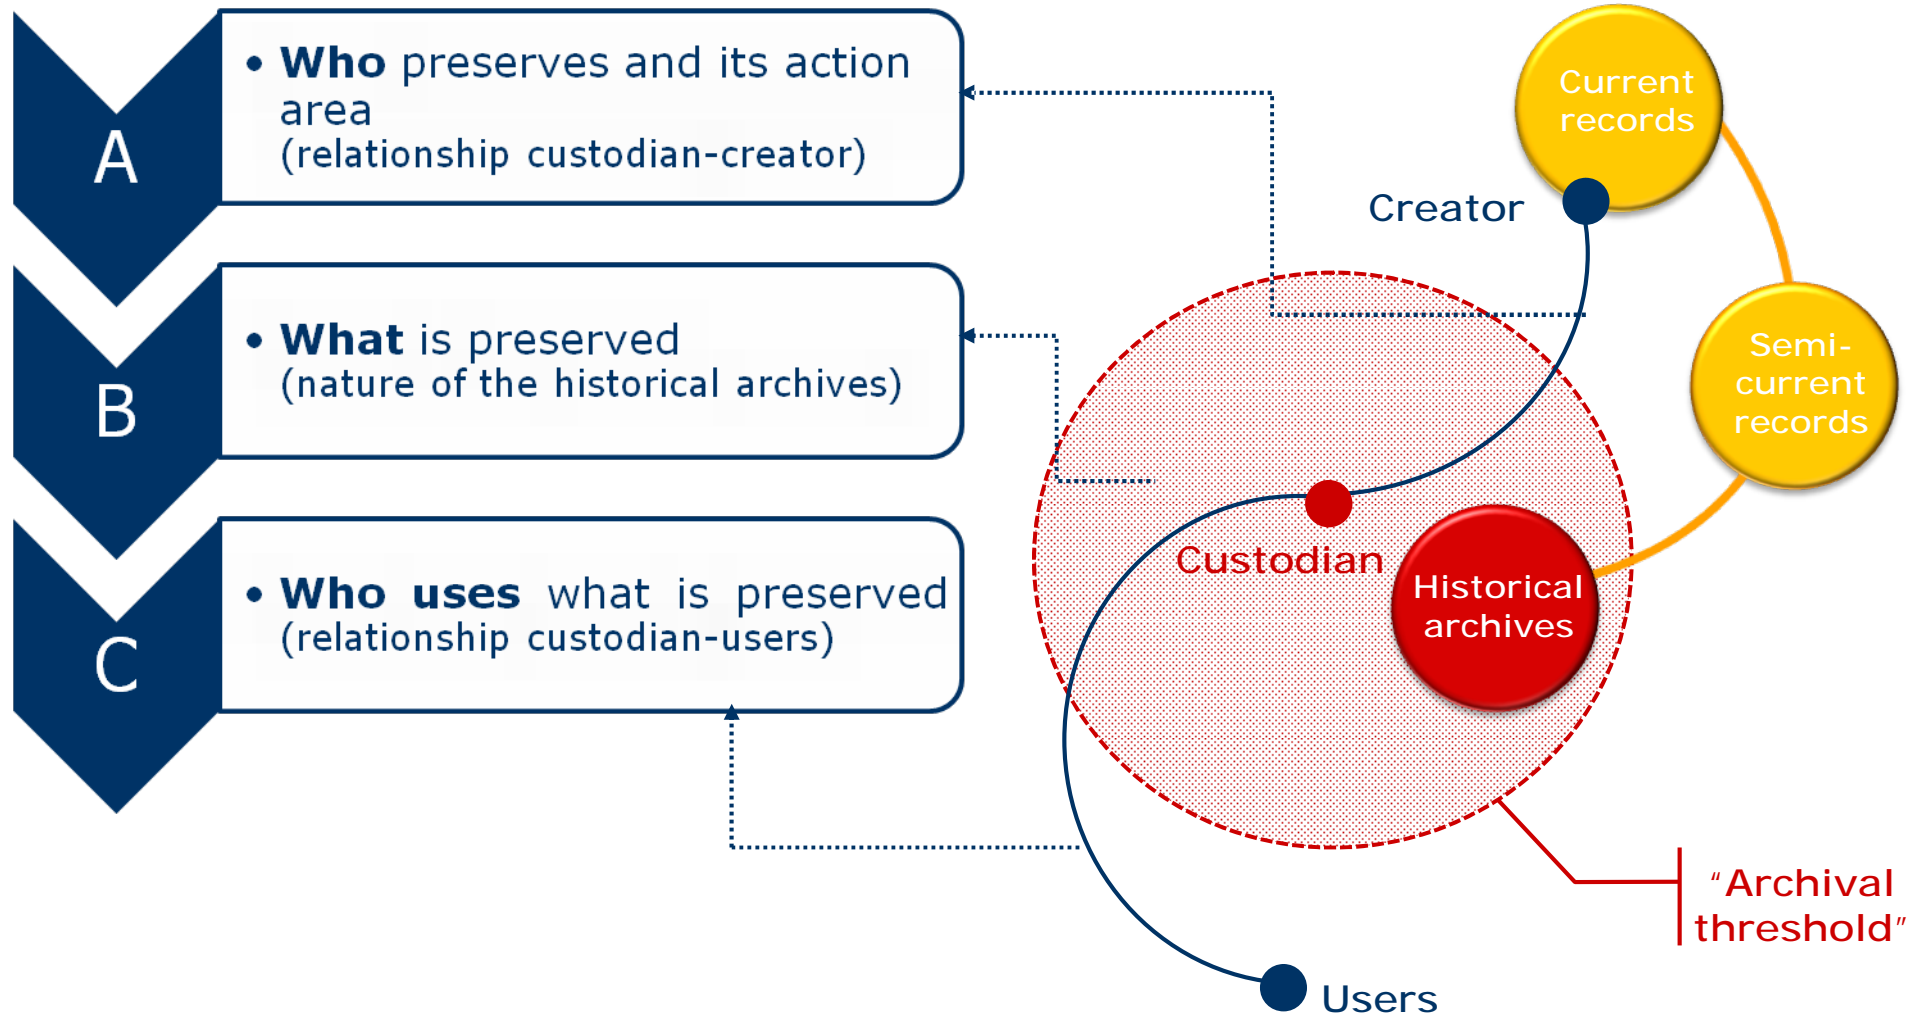 A
• Who preserves and its action
area
(relationship custodian-creator)
B
• What is preserved
(nature of the historical archives)
C
• Who uses what is preserved
(relationship custodian-users)
Current
records
Creator
Semi-
current
records
Custodian
Historical
archives
“Archival
threshold”
Users